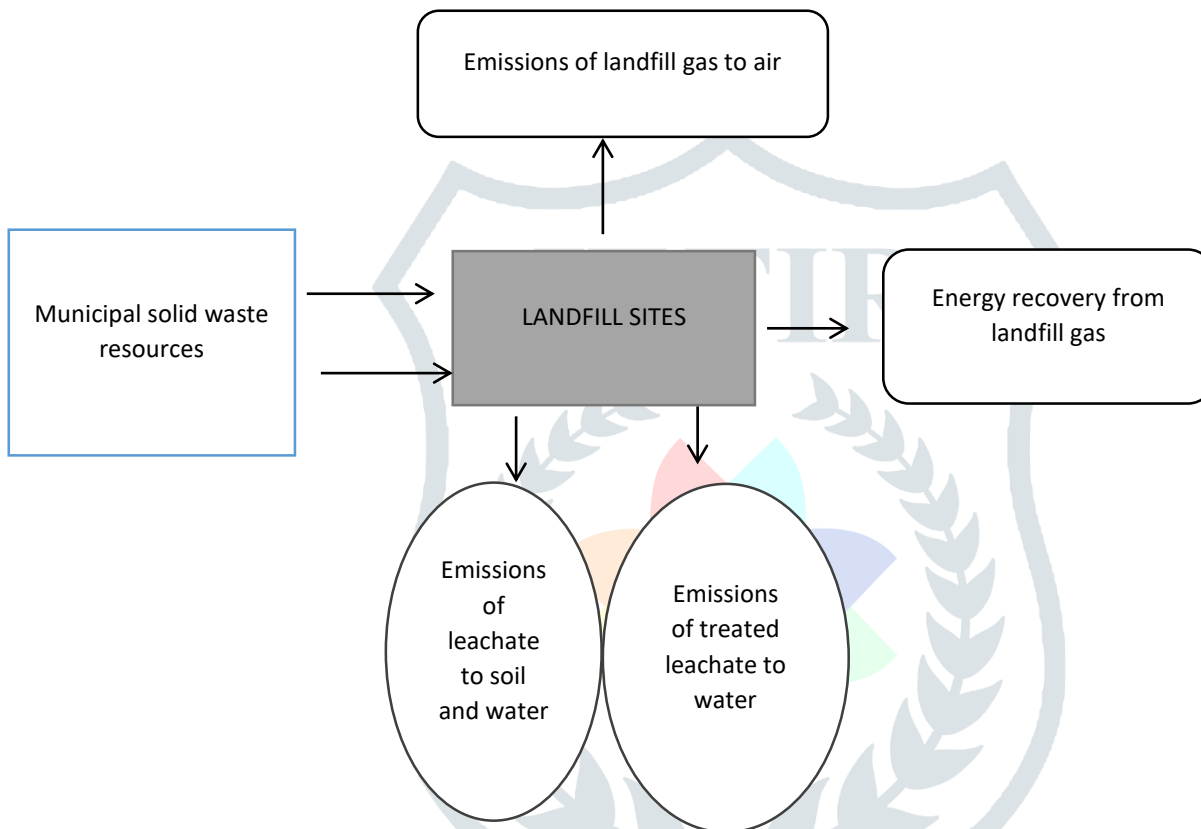 Emissions of landfill gas to air
Municipal solid waste
resources
LANDFILL SITES
Energy recovery from
landfill gas
Emissions
of
leachate
to soil
and water
Emissions
of treated
leachate to
water